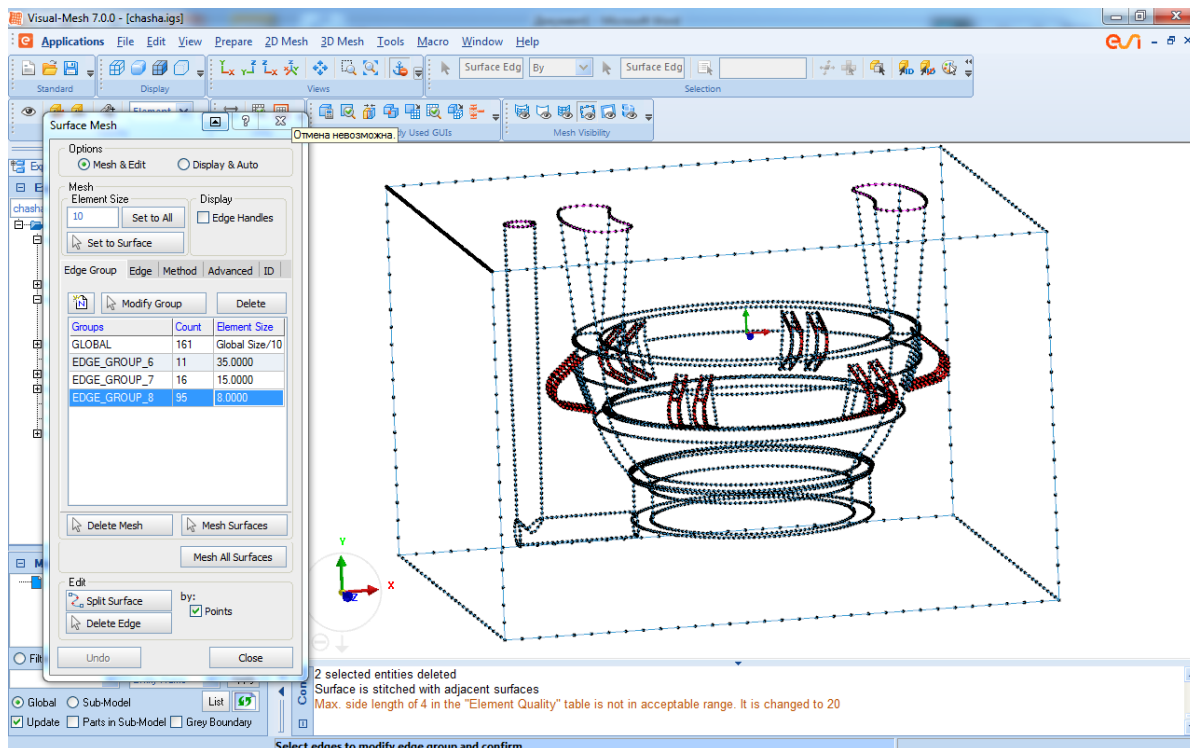 Visual-Mesh 7.0.0 - [chasha.igs]
Applications File Edit View Prepare 2D Mesh 3D Mesh Tools Macro Window Help
esi
Surface Edg By Surface Edg
Standard Display Views Selection
Surface Mesh
Отмена невозможна.
ly Used GUIs Mesh Visibility
Options
Mesh & Edit Display & Auto
Mesh
Element Size Display
10 Set to All Edge Handles
Set to Surface
Edge Group Edge Method Advanced ID
Modify Group Delete
Groups Count Element Size
GLOBAL 161 Global Size/10
EDGE_GROUP_6 11 35.0000
EDGE_GROUP_7 16 15.0000
EDGE_GROUP_8 95 8.0000
Delete Mesh Mesh Surfaces
Mesh All Surfaces
Edit
Split Surface by:
Points
Delete Edge
Undo Close
Y
X
Z
2 selected entities deleted
Surface is stitched with adjacent surfaces
Max. side length of 4 in the "Element Quality" table is not in acceptable range. It is changed to 20
Global Sub-Model List
Update Parts in Sub-Model Grey Boundary
Select edges to modify edge group and confirm